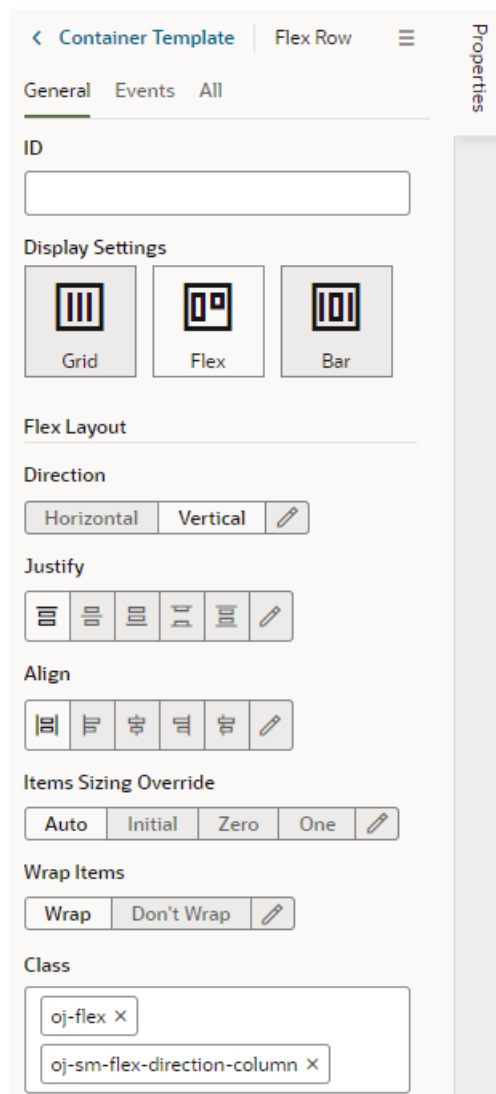 Container Template Flex Row
Properties
General Events All
ID
Display Settings
Grid Flex Bar
Flex Layout
Direction
Horizontal Vertical
Justify
Align
Items Sizing Override
Auto Initial Zero One
Wrap Items
Wrap Don't Wrap
Class
oj-flex ×
oj-sm-flex-direction-column ×